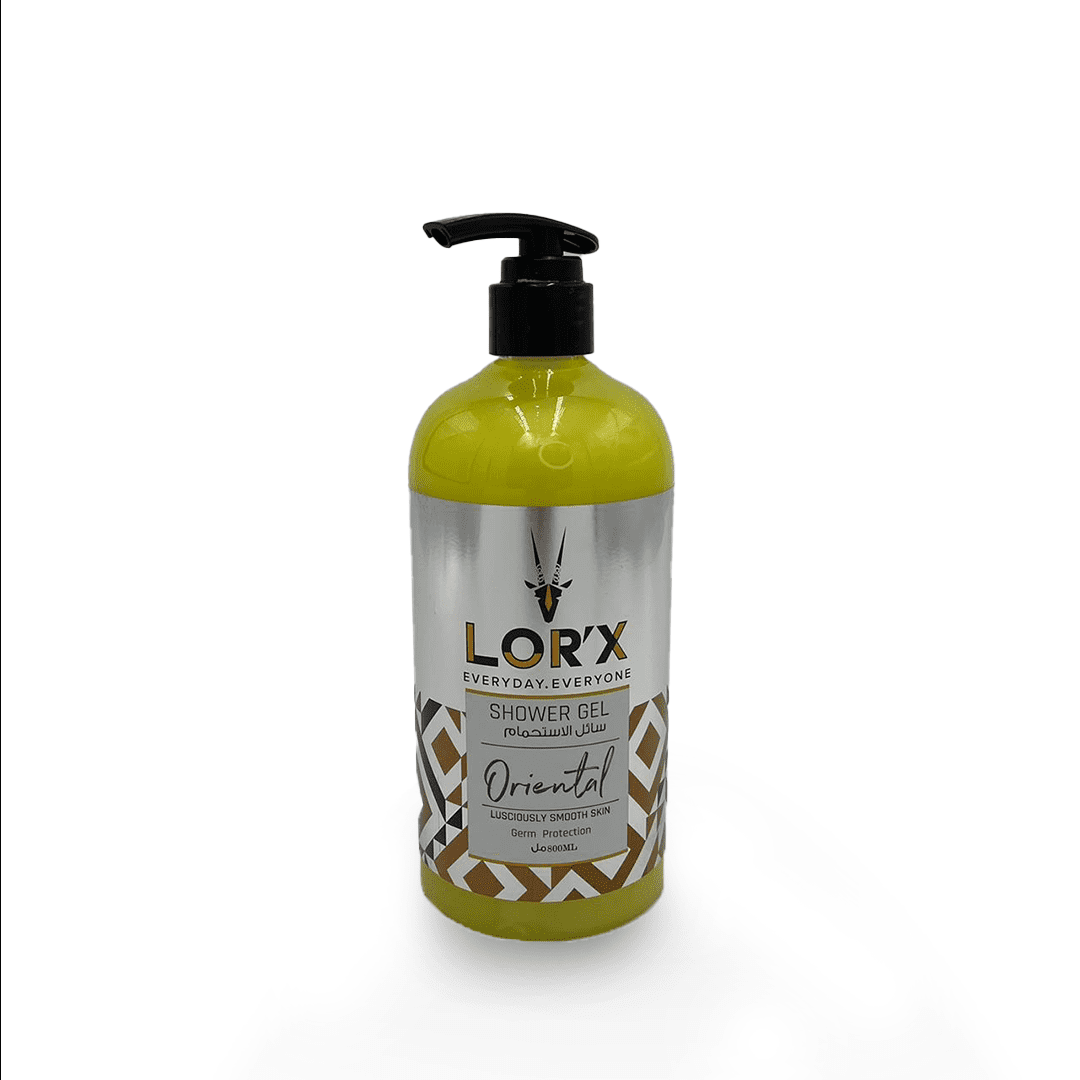 LOR'X
EVERYDAY.EVERYONE
SHOWER GEL
سائل الاستحمام
Oriental
LUSCIOUSLY SMOOTH SKIN
Germ Protection
800ML مل